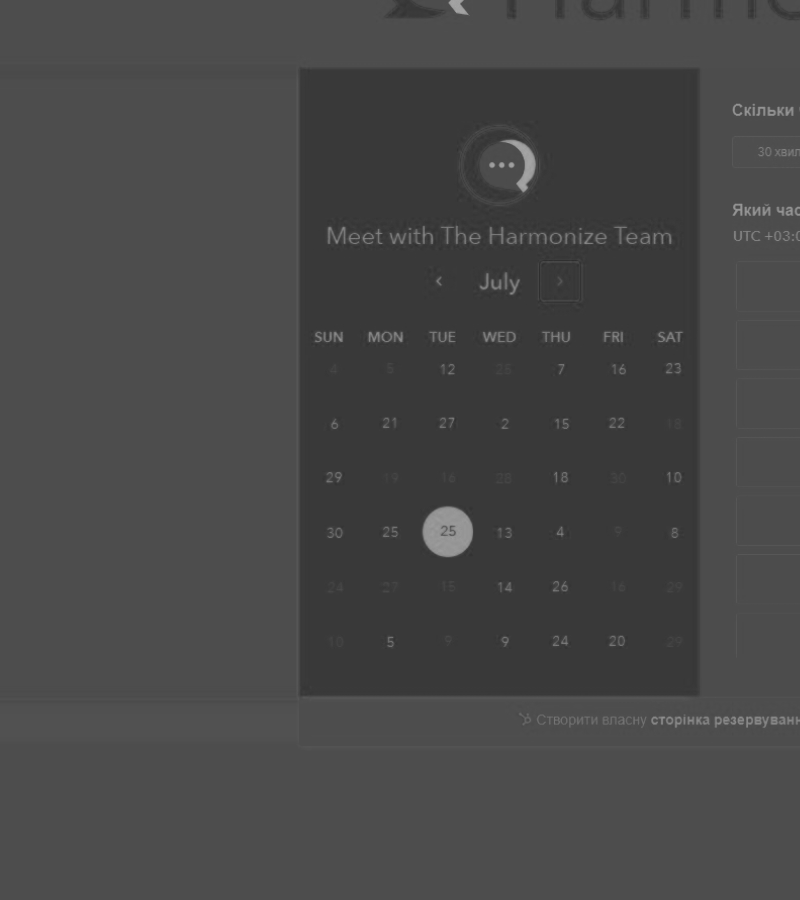 Harmo
Meet with The Harmonize Team
July
SUN MON TUE WED THU FRI SAT
4 5 12 25 7 16 23
6 21 27 2 15 22 18
29 19 16 28 18 30 10
30 25 25 13 4 9 8
24 27 15 14 26 16 29
10 5 9 9 24 20 29
Скільки
30 хвил
Який час
UTC +03:0
Створити власну сторінка резервуванн